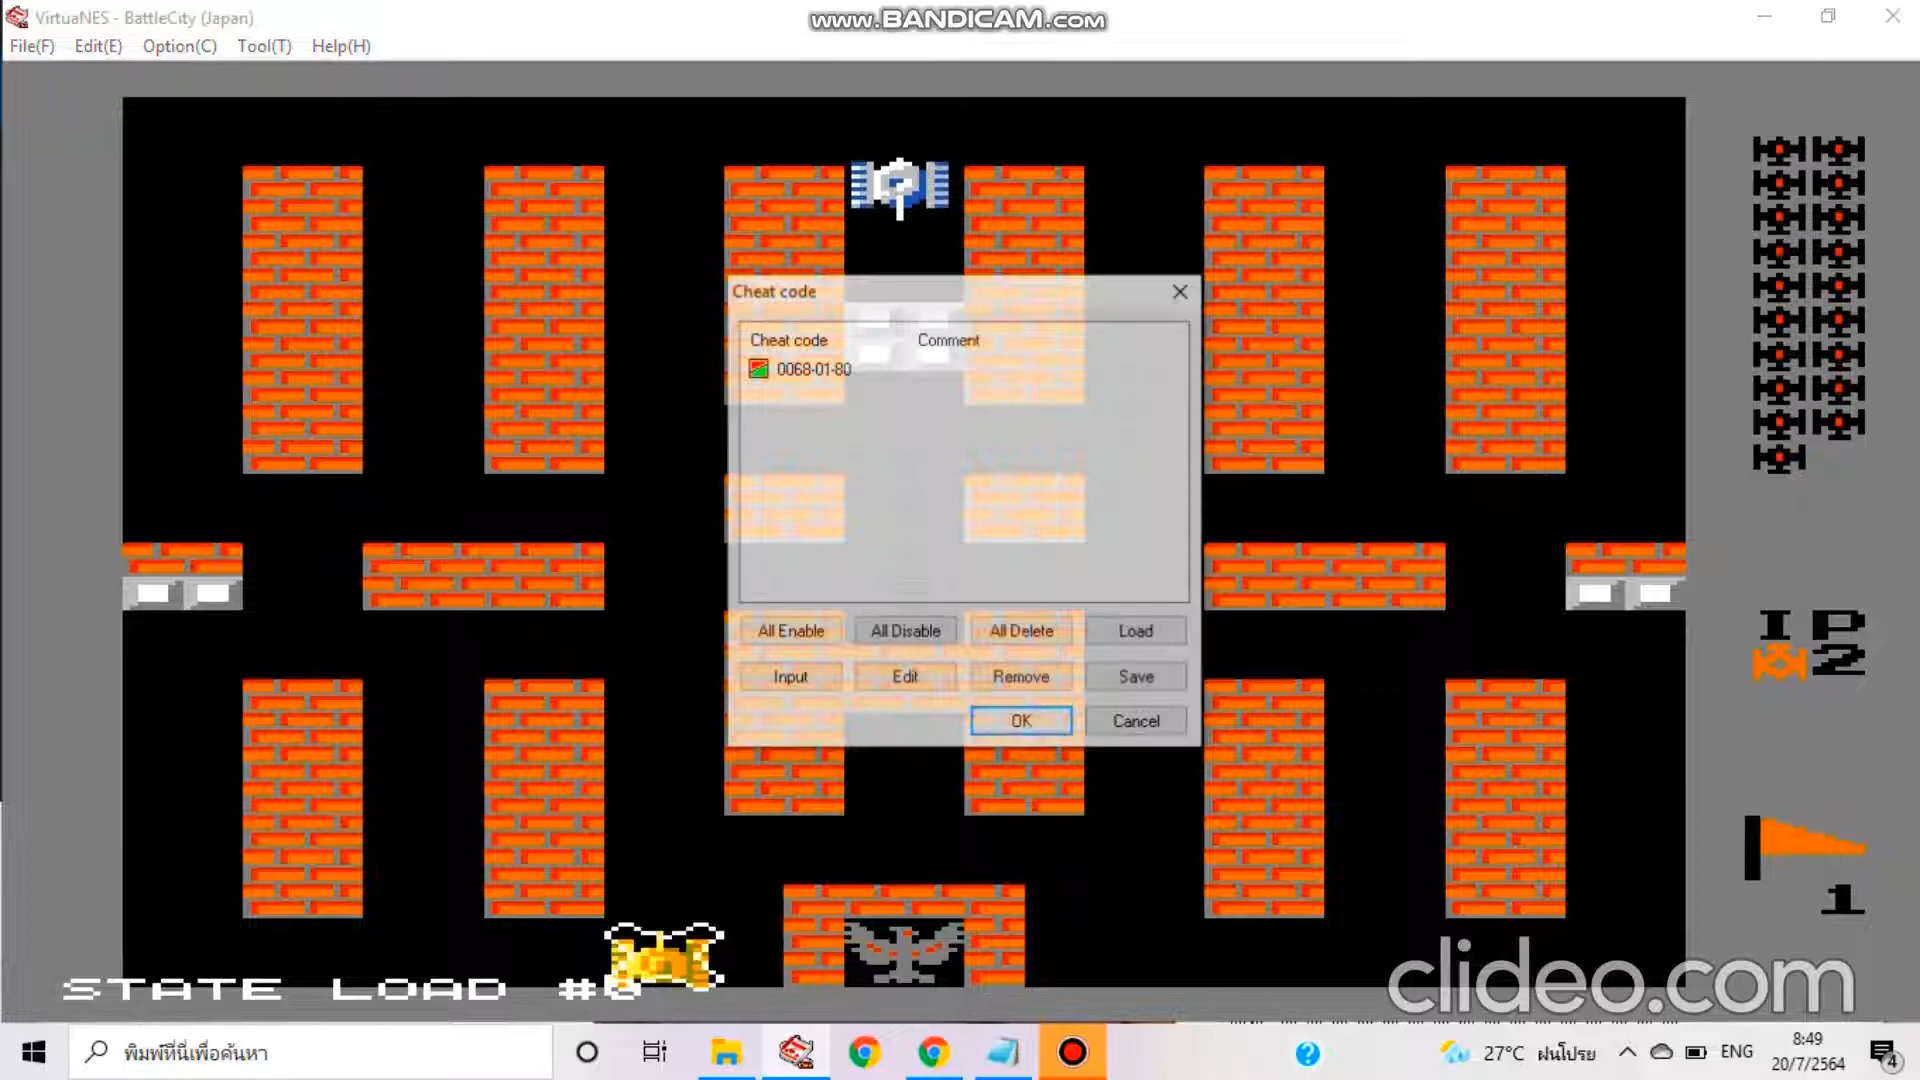 VirtuaNES - BattleCity (Japan)
www.BANDICAM.com
File(F) Edit(E) Option(C) Tool(T) Help(H)
Cheat code
Cheat code Comment
0068-01-80
All Enable All Disable All Delete Load
Input Edit Remove Save
OK Cancel
IP
2
1
STATE LOAD #0
clideo.com
พิมพ์ที่นี่เพื่อค้นหา
27°C ฝนโปรย
ENG
8:49
20/7/2564
4